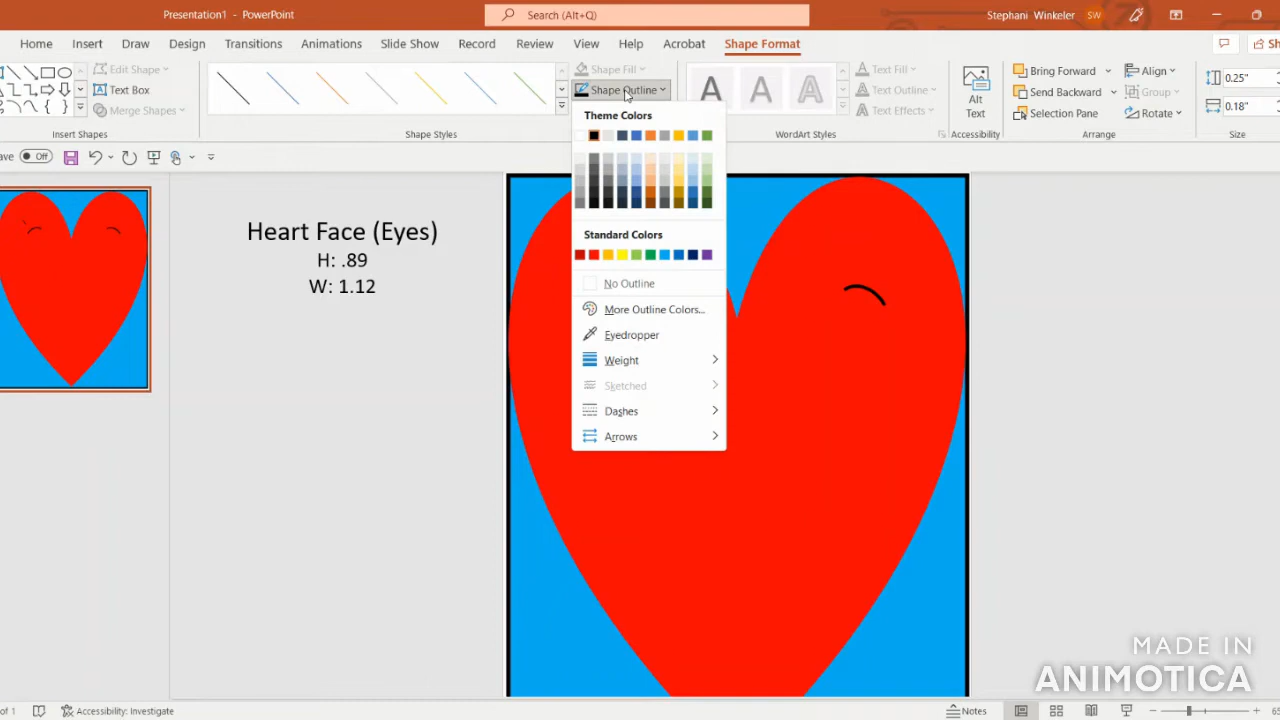 Presentation1 - PowerPoint
Search (Alt+Q)
Stephani Winkeler SW
Home Insert Draw Design Transitions Animations Slide Show Record Review View Help Acrobat Shape Format
Edit Shape
Text Box
Merge Shapes
Insert Shapes
Shape Styles
Shape Fill
Shape Outline
A A A
WordArt Styles
Text Fill
Text Outline
Text Effects
Alt
Text
Accessibility
Bring Forward
Send Backward
Selection Pane
Align
Group
Rotate
Arrange
0.25"
0.18"
Size
Off
Theme Colors
Standard Colors
No Outline
More Outline Colors...
Eyedropper
Weight
Sketched
Dashes
Arrows
Heart Face (Eyes)
H: .89
W: 1.12
MADE IN
ANIMOTICA
of 1
Accessibility: Investigate
Notes